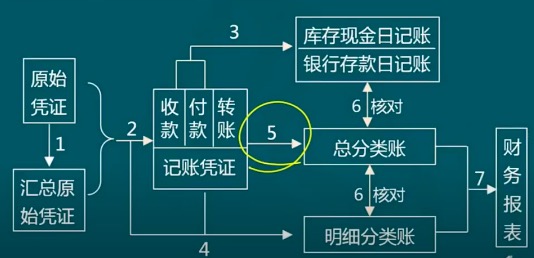 3
库存现金日记账
银行存款日记账
原始
凭证
1
汇总原
始凭证
2
收款
付款
转账
记账凭证
5
6 核对
总分类账
6 核对
明细分类账
4
7
财务报表